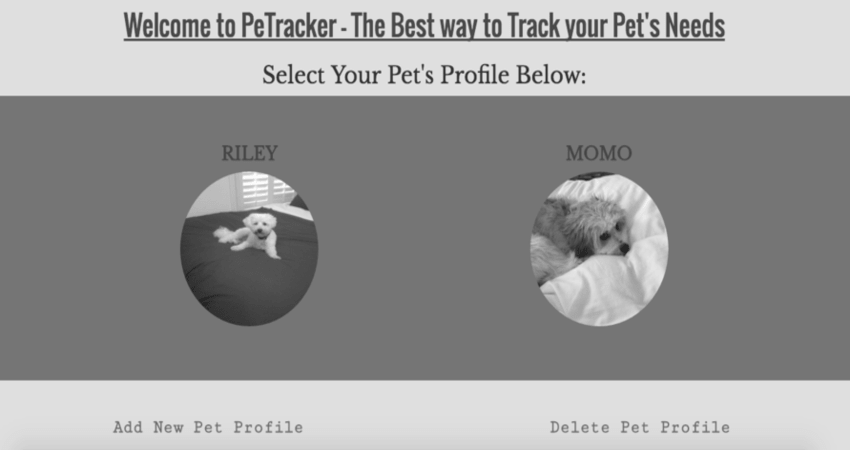 Welcome to PeTracker - The Best way to Track your Pet's Needs
Select Your Pet's Profile Below:
RILEY
MOMO
Add New Pet Profile
Delete Pet Profile